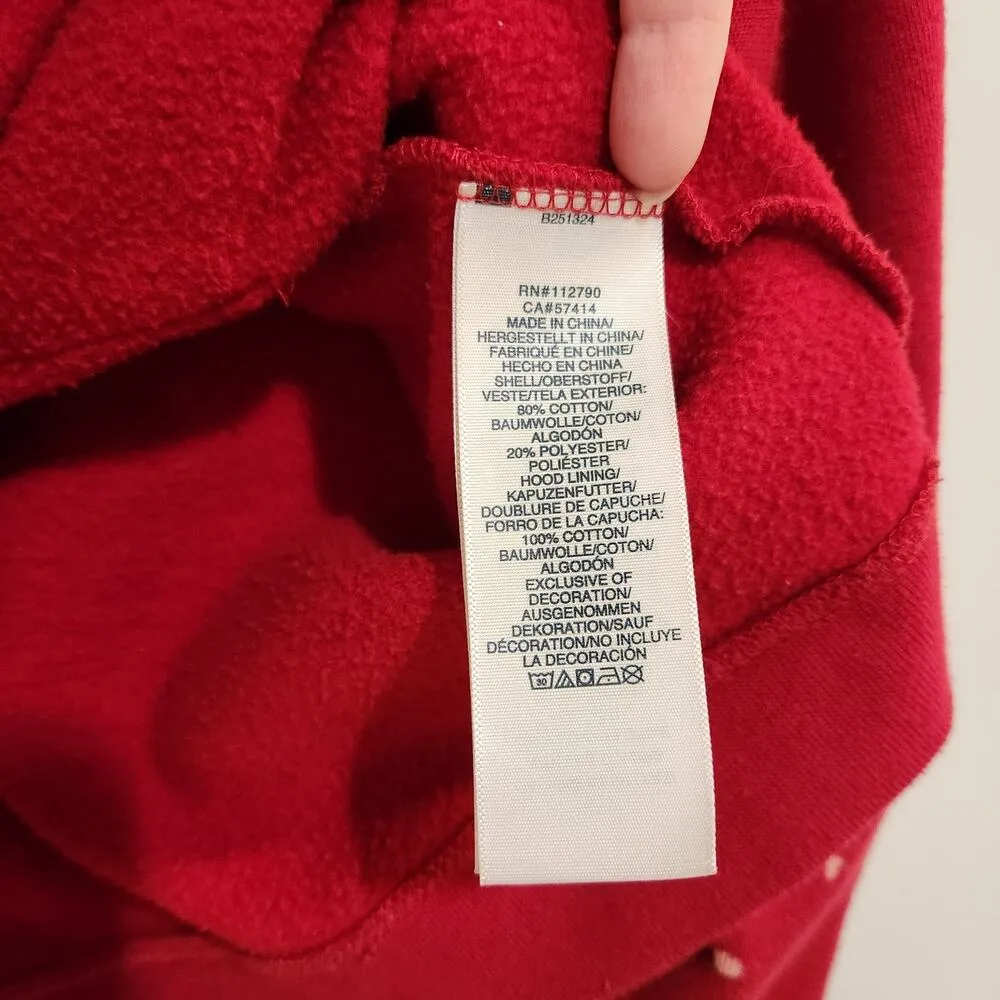 B251324
RN#112790
CA#57414
MADE IN CHINA/
HERGESTELLT IN CHINA/
FABRIQUÉ EN CHINE/
HECHO EN CHINA
SHELL/OBERSTOFF/
VESTE/TELA EXTERIOR:
80% COTTON/
BAUMWOLLE/COTON/
ALGODÓN
20% POLYESTER/
POLIÉSTER
HOOD LINING/
KAPUZENFUTTER/
DOUBLURE DE CAPUCHE/
FORRO DE LA CAPUCHA:
100% COTTON/
BAUMWOLLE/COTON/
ALGODÓN
EXCLUSIVE OF
DECORATION/
AUSGENOMMEN
DEKORATION/SAUF
DÉCORATION/NO INCLUYE
LA DECORACIÓN
30